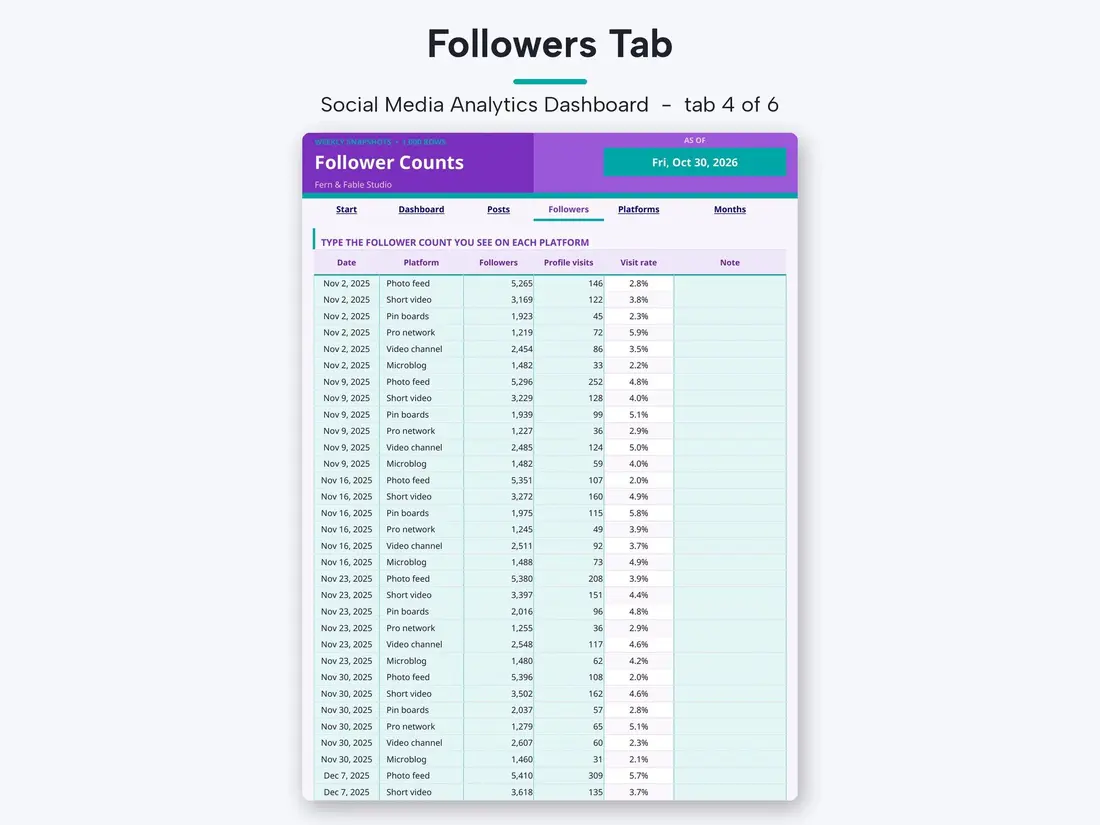 Followers Tab
Social Media Analytics Dashboard - tab 4 of 6
WEEKLY SNAPSHOTS • 1,000 ROWS
AS OF
Follower Counts
Fri, Oct 30, 2026
Fern & Fable Studio
Start Dashboard Posts Followers Platforms Months
TYPE THE FOLLOWER COUNT YOU SEE ON EACH PLATFORM
Date Platform Followers Profile visits Visit rate Note
Nov 2, 2025 Photo feed 5,265 146 2.8%
Nov 2, 2025 Short video 3,169 122 3.8%
Nov 2, 2025 Pin boards 1,923 45 2.3%
Nov 2, 2025 Pro network 1,219 72 5.9%
Nov 2, 2025 Video channel 2,454 86 3.5%
Nov 2, 2025 Microblog 1,482 33 2.2%
Nov 9, 2025 Photo feed 5,296 252 4.8%
Nov 9, 2025 Short video 3,229 128 4.0%
Nov 9, 2025 Pin boards 1,939 99 5.1%
Nov 9, 2025 Pro network 1,227 36 2.9%
Nov 9, 2025 Video channel 2,485 124 5.0%
Nov 9, 2025 Microblog 1,482 59 4.0%
Nov 16, 2025 Photo feed 5,351 107 2.0%
Nov 16, 2025 Short video 3,272 160 4.9%
Nov 16, 2025 Pin boards 1,975 115 5.8%
Nov 16, 2025 Pro network 1,245 49 3.9%
Nov 16, 2025 Video channel 2,511 92 3.7%
Nov 16, 2025 Microblog 1,488 73 4.9%
Nov 23, 2025 Photo feed 5,380 208 3.9%
Nov 23, 2025 Short video 3,397 151 4.4%
Nov 23, 2025 Pin boards 2,016 96 4.8%
Nov 23, 2025 Pro network 1,255 36 2.9%
Nov 23, 2025 Video channel 2,548 117 4.6%
Nov 23, 2025 Microblog 1,480 62 4.2%
Nov 30, 2025 Photo feed 5,396 108 2.0%
Nov 30, 2025 Short video 3,502 162 4.6%
Nov 30, 2025 Pin boards 2,037 57 2.8%
Nov 30, 2025 Pro network 1,279 65 5.1%
Nov 30, 2025 Video channel 2,607 60 2.3%
Nov 30, 2025 Microblog 1,460 31 2.1%
Dec 7, 2025 Photo feed 5,410 309 5.7%
Dec 7, 2025 Short video 3,618 135 3.7%